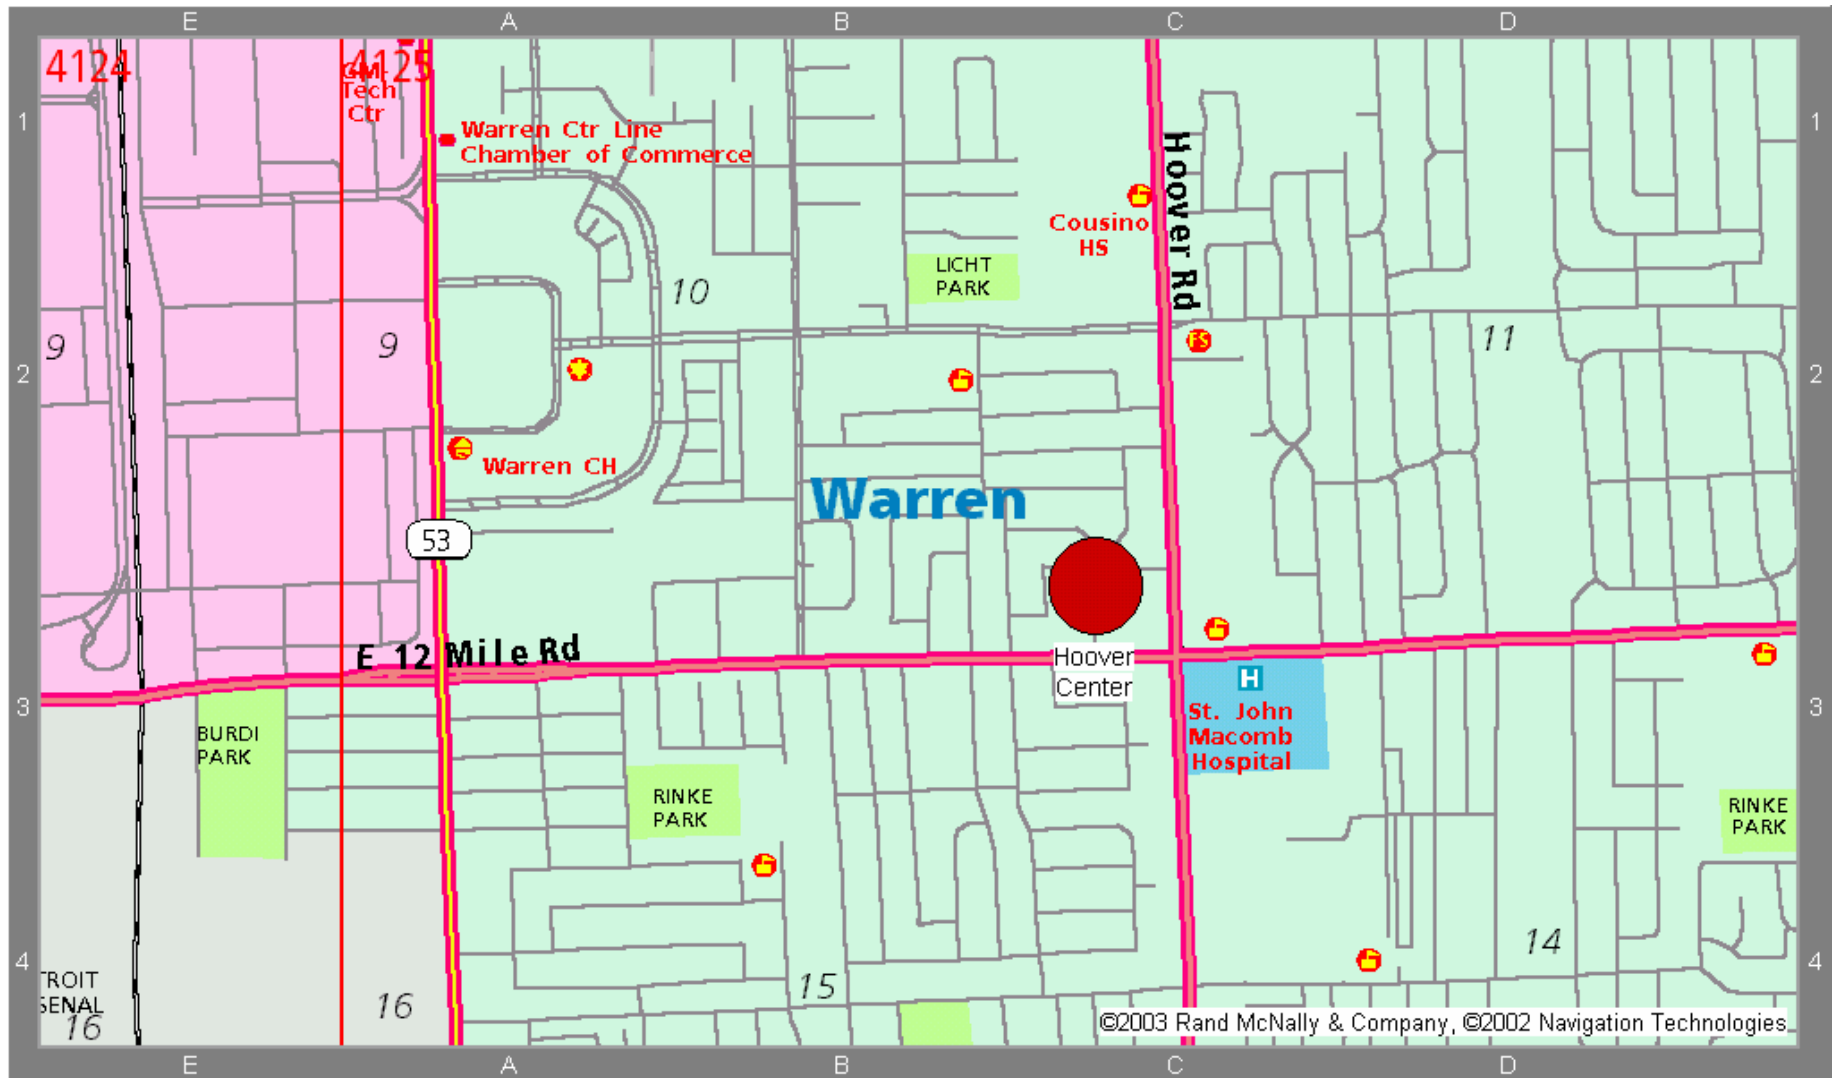 E A B C D
4124
4125
GM
Tech
Ctr
1
Warren Ctr Line
Chamber of Commerce
1
Hoover Rd
Cousino
HS
LICHT
PARK
10
9
9
11
2
2
Warren CH
Warren
53
E 12 Mile Rd
Hoover
Center
H
3
St. John
Macomb
Hospital
3
BURDI
PARK
RINKE
PARK
RINKE
PARK
4
TROIT
SENAL
16
16
15
14
4
FS
©2003 Rand McNally & Company, ©2002 Navigation Technologies
E A B C D